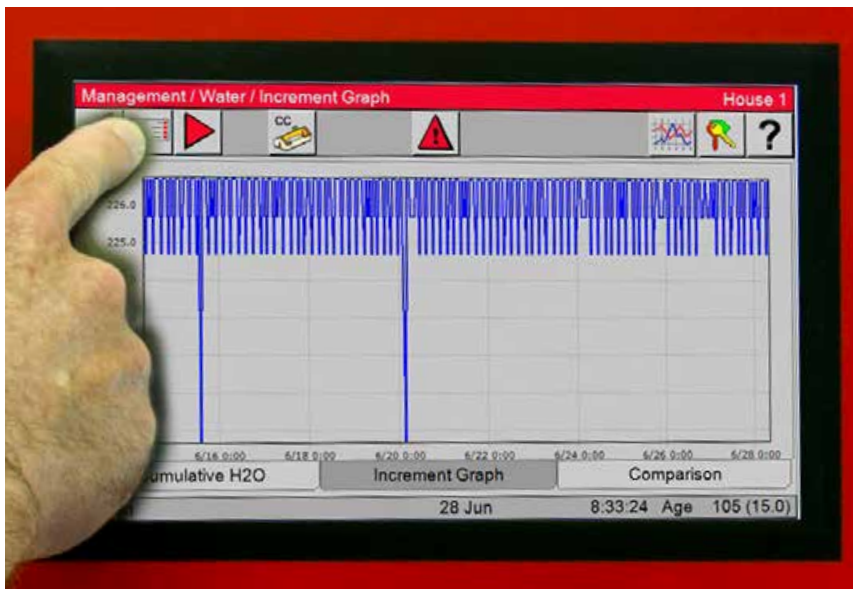 Management / Water / Increment Graph House 1
CC
?
226.0
225.0
6/16 0:00 6/18 0:00 6/20 0:00 6/22 0:00 6/24 0:00 6/26 0:00 6/28 0:00
H2O Increment Graph Comparison
28 Jun 8:33:24 Age 105 (15.0)